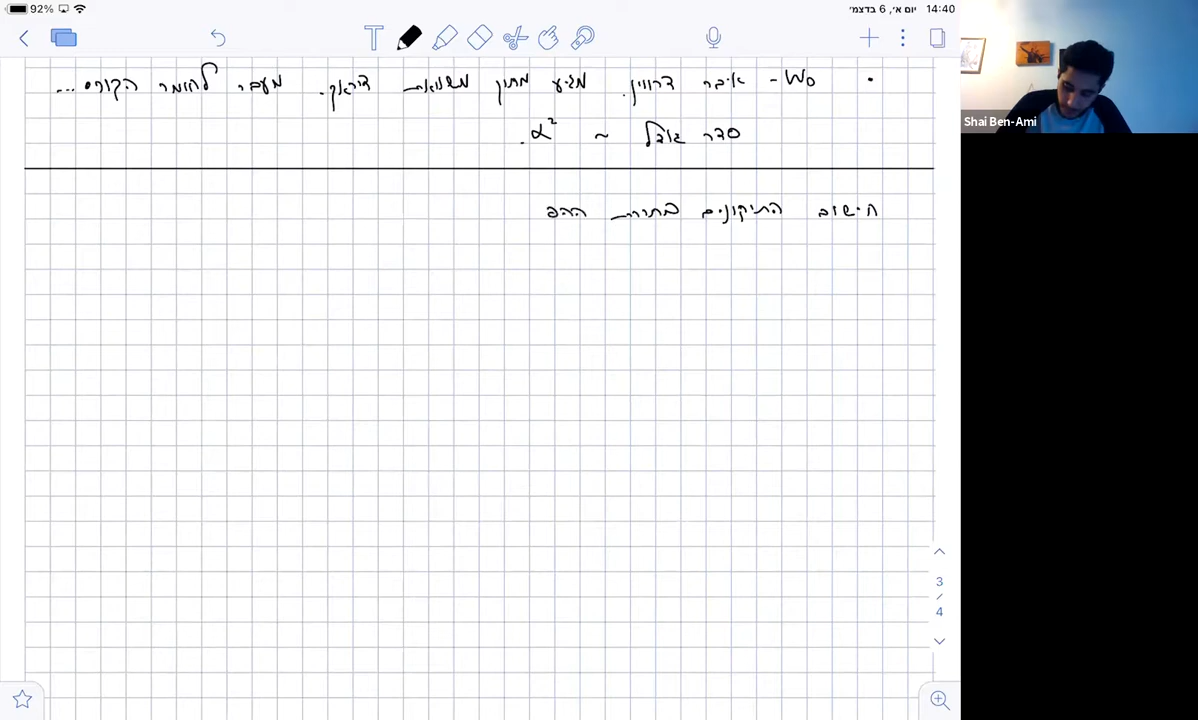 92%
יום א׳, 6 בדצמ׳ 14:40
• W_D - איבר דרווין. מגיע מתוך משוואת דיראק. מעבר לחומר הקורס...
סדר גודל ~ α².
חישוב התיקונים בתורת ההפ
Shai Ben-Ami
3
/
4